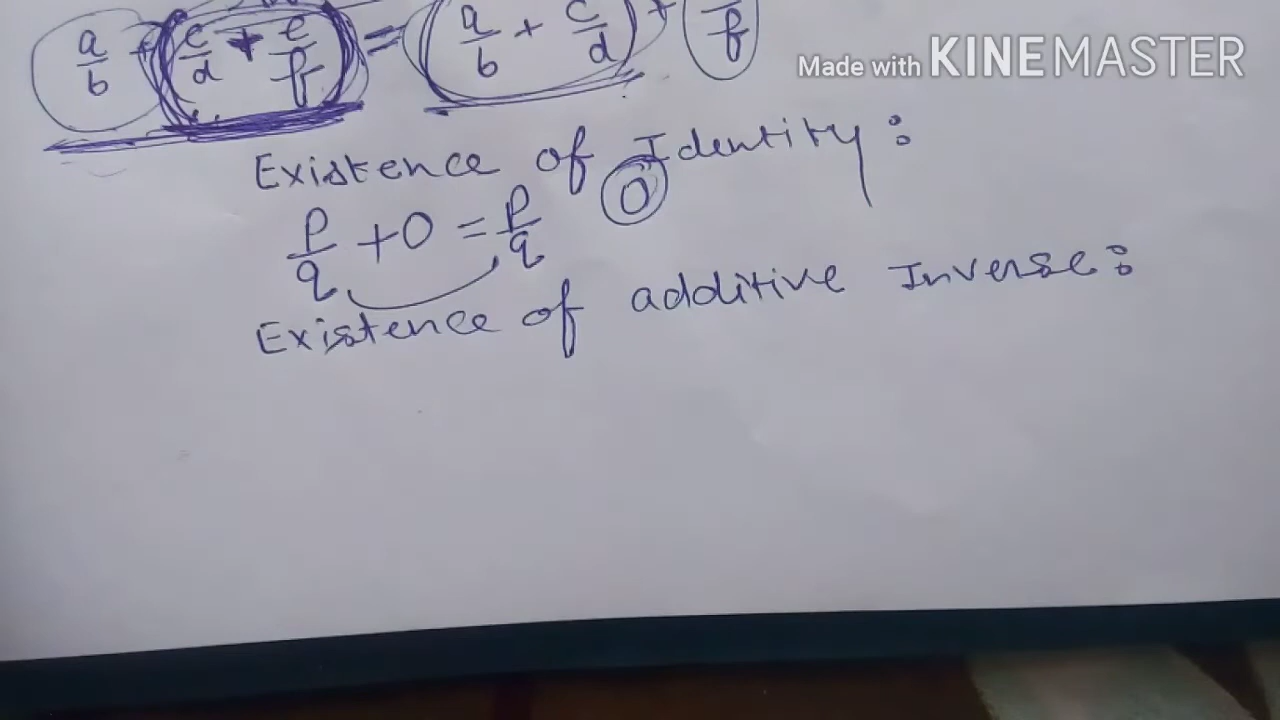 a/b + (c/d + e/f) = (a/b + c/d) + /f
Made with KINEMASTER
Existence of Identity:
p/q + 0 = p/q 0
Existence of additive Inverse: